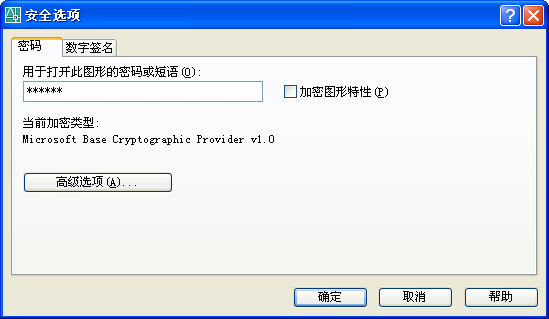 安全选项
密码 数字签名
用于打开此图形的密码或短语(O):
****** 加密图形特性(P)
当前加密类型:
Microsoft Base Cryptographic Provider v1.0
高级选项(A)...
确定 取消 帮助